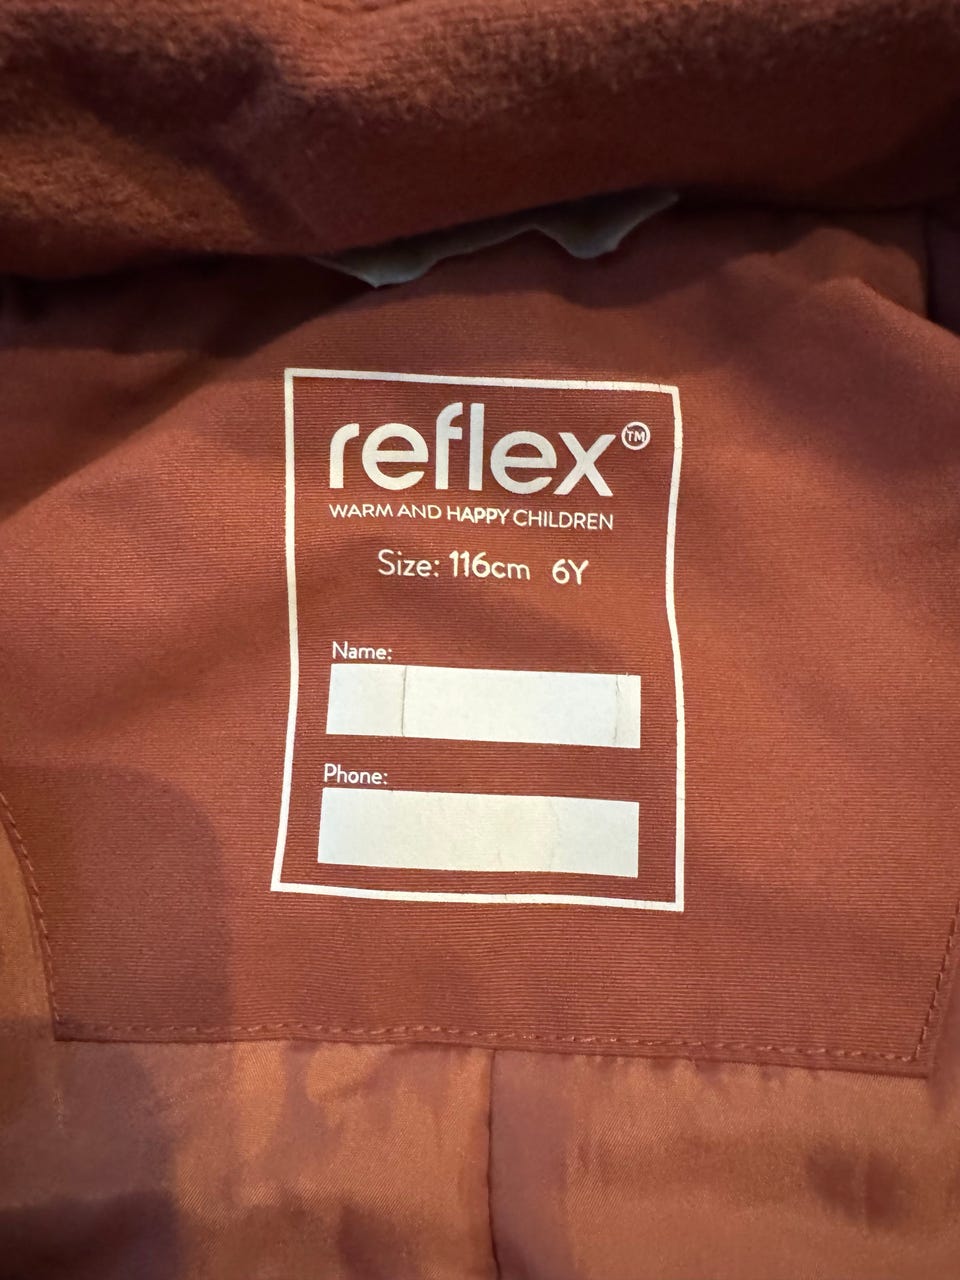 reflex™
WARM AND HAPPY CHILDREN
Size: 116cm 6Y
Name:
Phone: